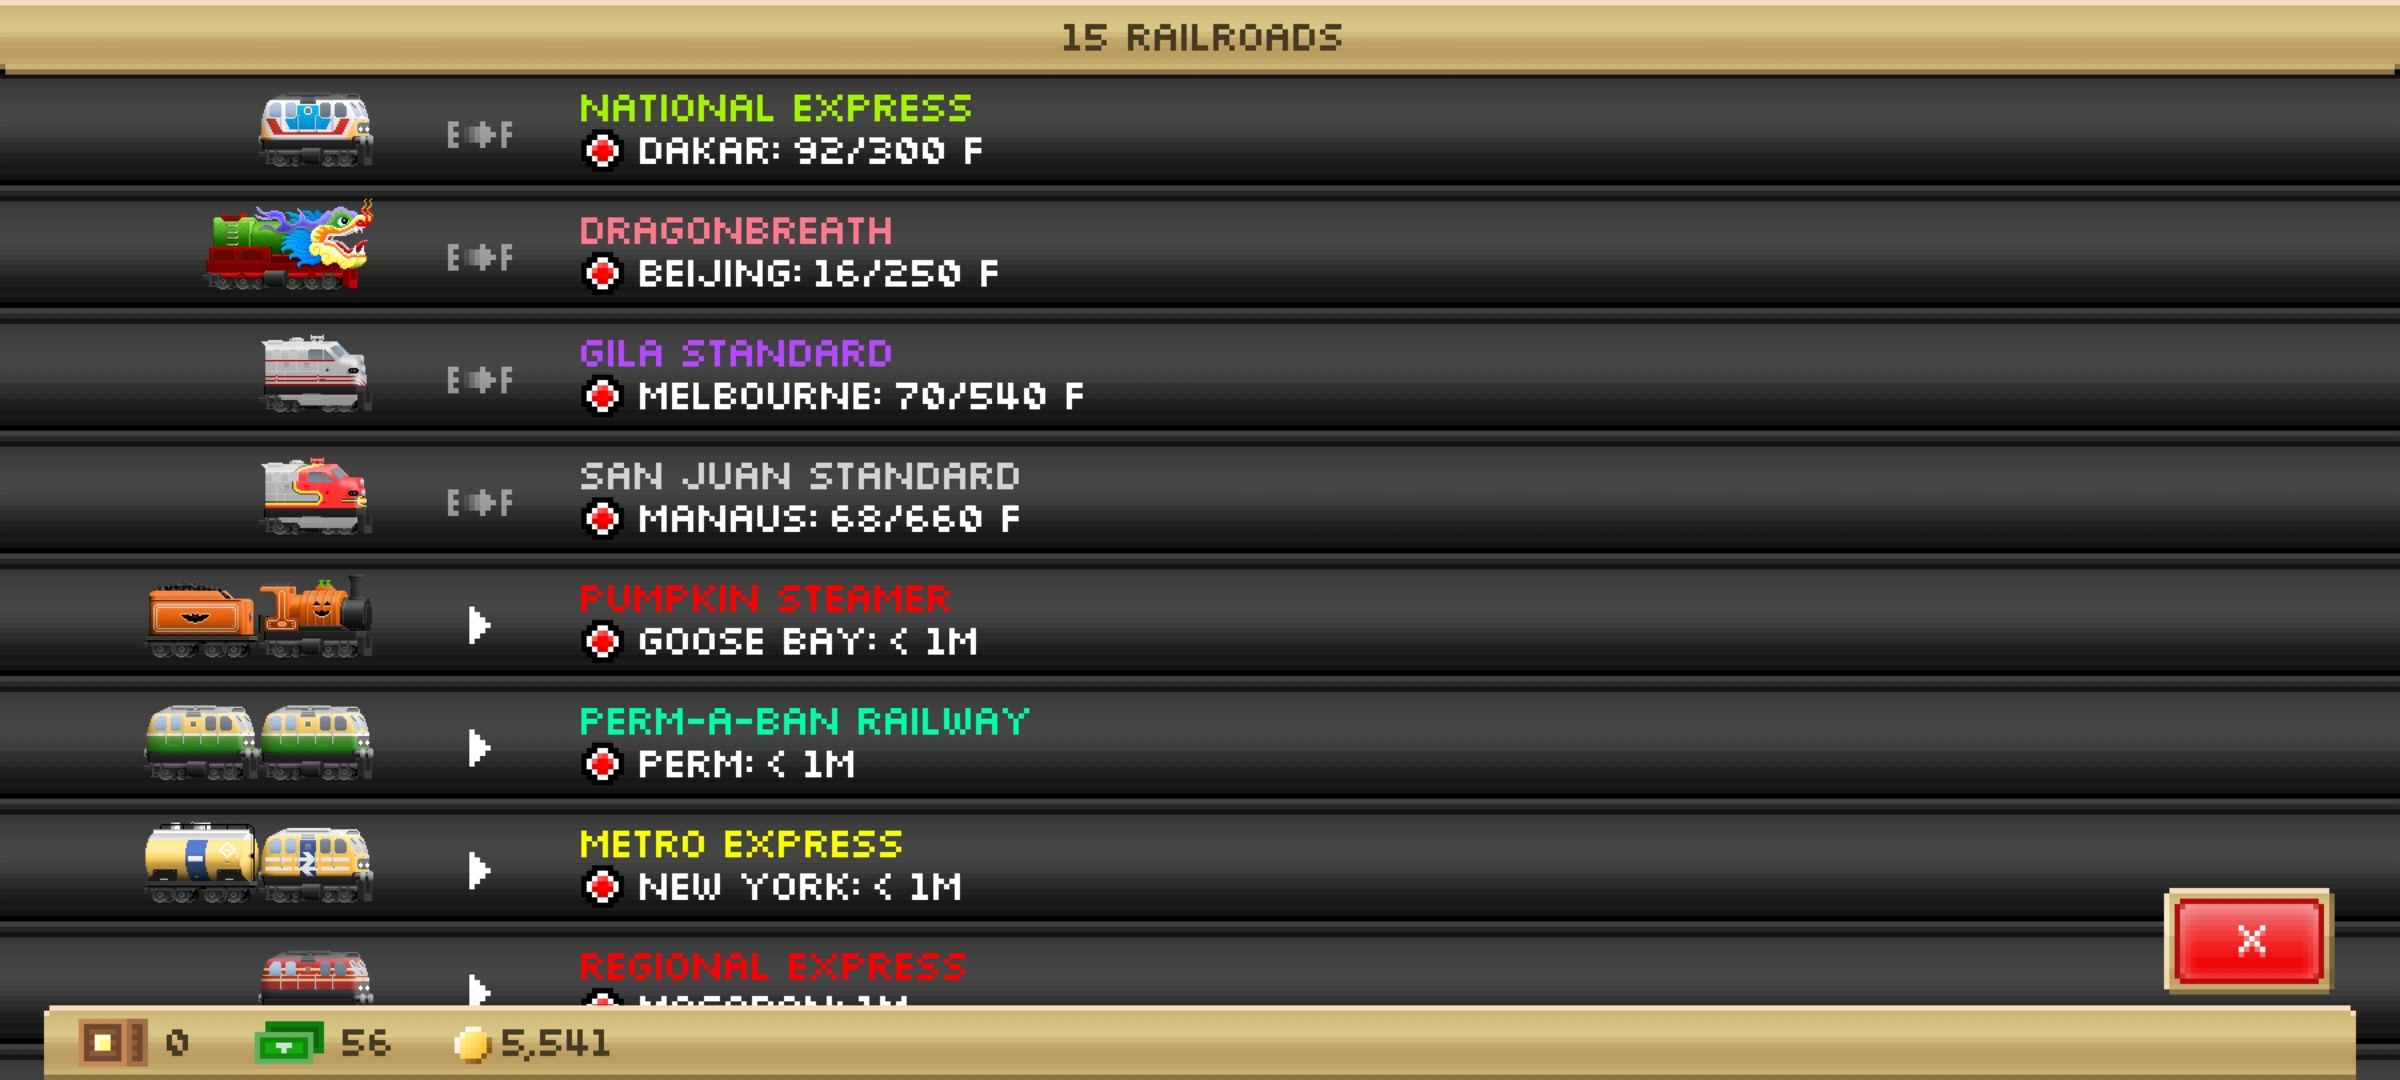 15 RAILROADS
NATIONAL EXPRESS
E F
DAKAR: 92/300 F
DRAGONBREATH
E F
BEIJING: 16/250 F
GILA STANDARD
E F
MELBOURNE: 70/540 F
SAN JUAN STANDARD
E F
MANAUS: 68/660 F
PUMPKIN STEAMER
GOOSE BAY: < 1M
PERM-A-BAN RAILWAY
PERM: < 1M
METRO EXPRESS
NEW YORK: < 1M
REGIONAL EXPRESS
X
0 56 5,541